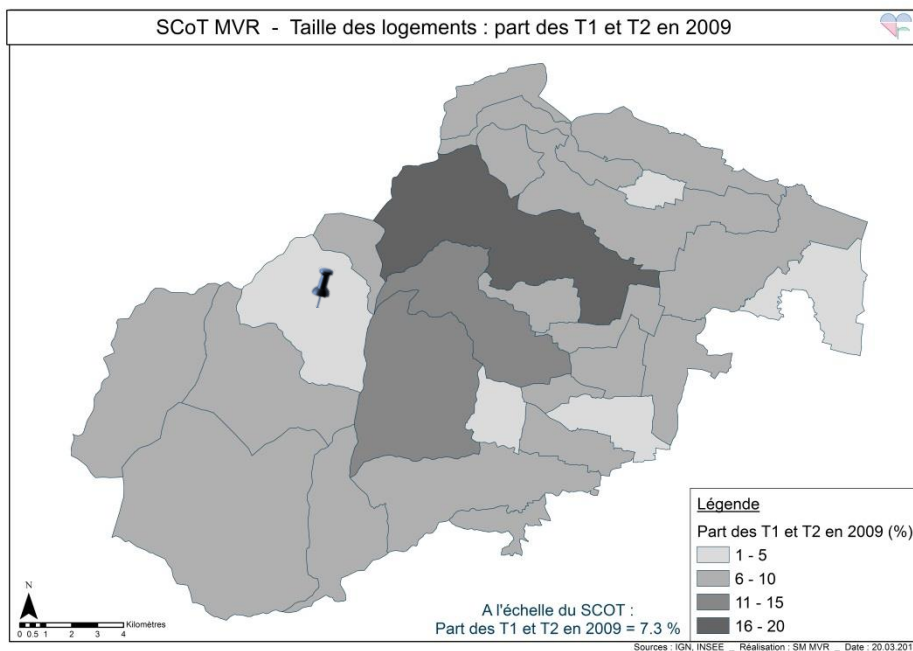 SCoT MVR - Taille des logements : part des T1 et T2 en 2009
Légende
Part des T1 et T2 en 2009 (%)
1 - 5
6 - 10
11 - 15
16 - 20
N
Kilomètres
0 0.5 1 2 3 4
A l'échelle du SCOT :
Part des T1 et T2 en 2009 = 7.3 %
Sources : IGN, INSEE _ Réalisation : SM MVR _ Date : 20.03.201